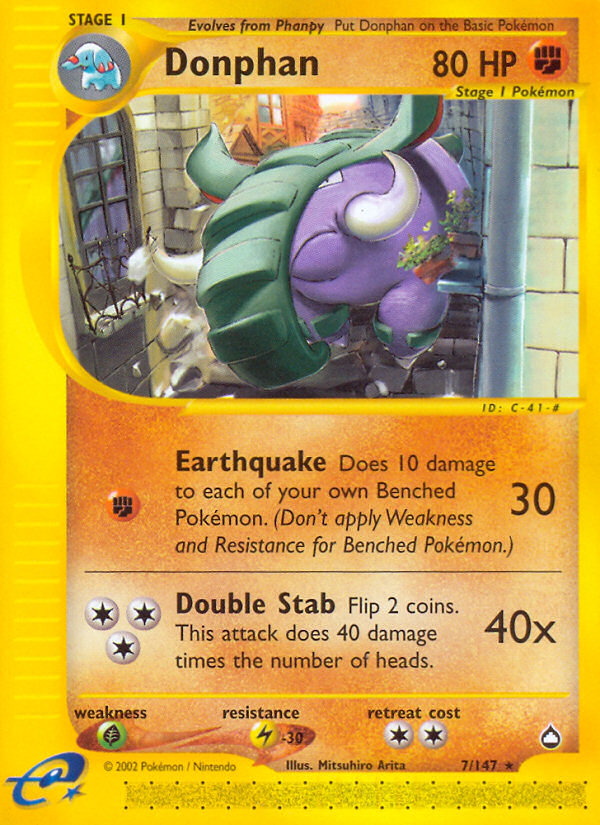 STAGE 1
Evolves from Phanpy Put Donphan on the Basic Pokémon
Donphan 80 HP
Stage 1 Pokémon
ID: C-41-#
Earthquake Does 10 damage
to each of your own Benched
Pokémon. (Don't apply Weakness
and Resistance for Benched Pokémon.)
30
Double Stab Flip 2 coins.
This attack does 40 damage
times the number of heads.
40x
weakness resistance retreat cost
-30
© 2002 Pokémon / Nintendo Illus. Mitsuhiro Arita 7/147 ★
e